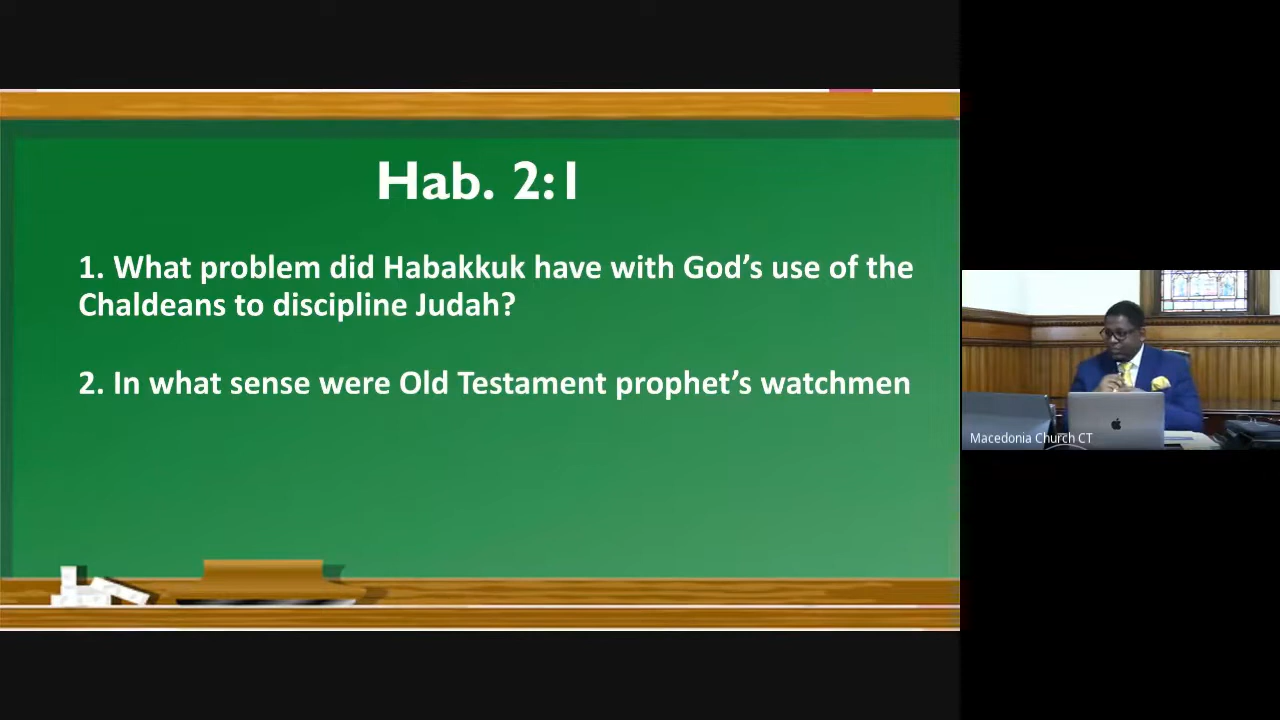 Hab. 2:1
1. What problem did Habakkuk have with God’s use of the
Chaldeans to discipline Judah?
2. In what sense were Old Testament prophet’s watchmen
Macedonia Church CT